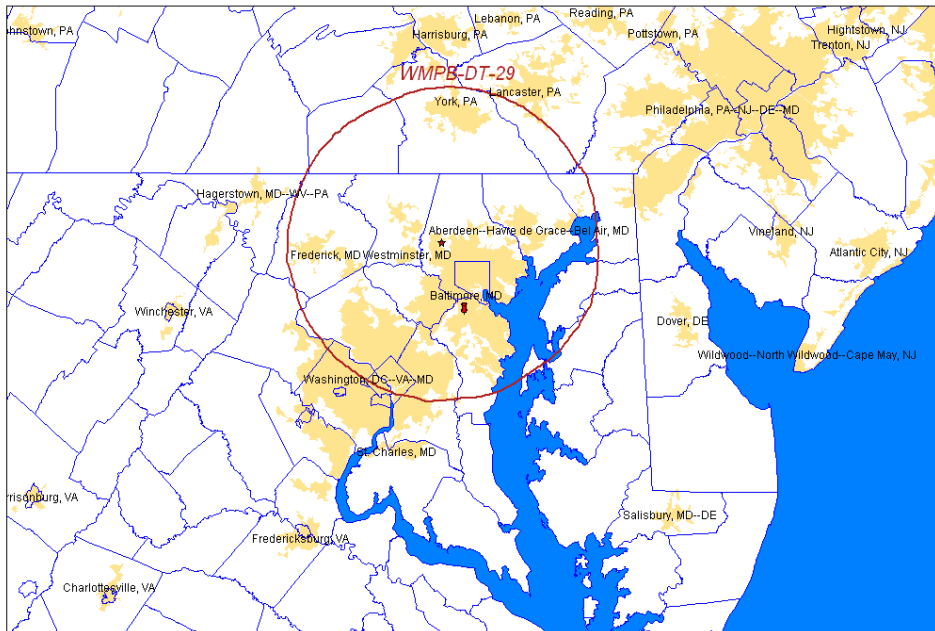 Lebanon, PA
Reading, PA
ohnstown, PA
Harrisburg, PA
Pottstown, PA
Hightstown, NJ
Trenton, NJ
WMPB-DT-29
York, PA
Lancaster, PA
Philadelphia, PA--NJ--DE--MD
Hagerstown, MD--WV--PA
Aberdeen--Havre de Grace--Bel Air, MD
Vineland, NJ
Frederick, MD
Westminster, MD
Atlantic City, NJ
Baltimore, MD
Winchester, VA
Dover, DE
Wildwood--North Wildwood--Cape May, NJ
Washington, DC--VA--MD
St. Charles, MD
rrisonburg, VA
Salisbury, MD--DE
Fredericksburg, VA
Charlottesville, VA